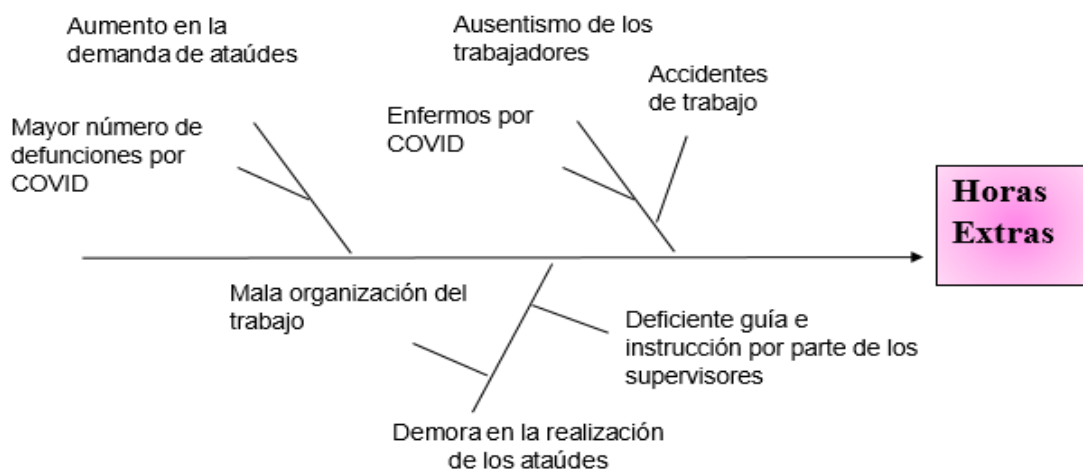 Aumento en la
demanda de ataúdes
Mayor número de
defunciones por
COVID
Ausentismo de los
trabajadores
Enfermos por
COVID
Accidentes
de trabajo
Horas
Extras
Mala organización del
trabajo
Deficiente guía e
instrucción por parte de los
supervisores
Demora en la realización
de los ataúdes